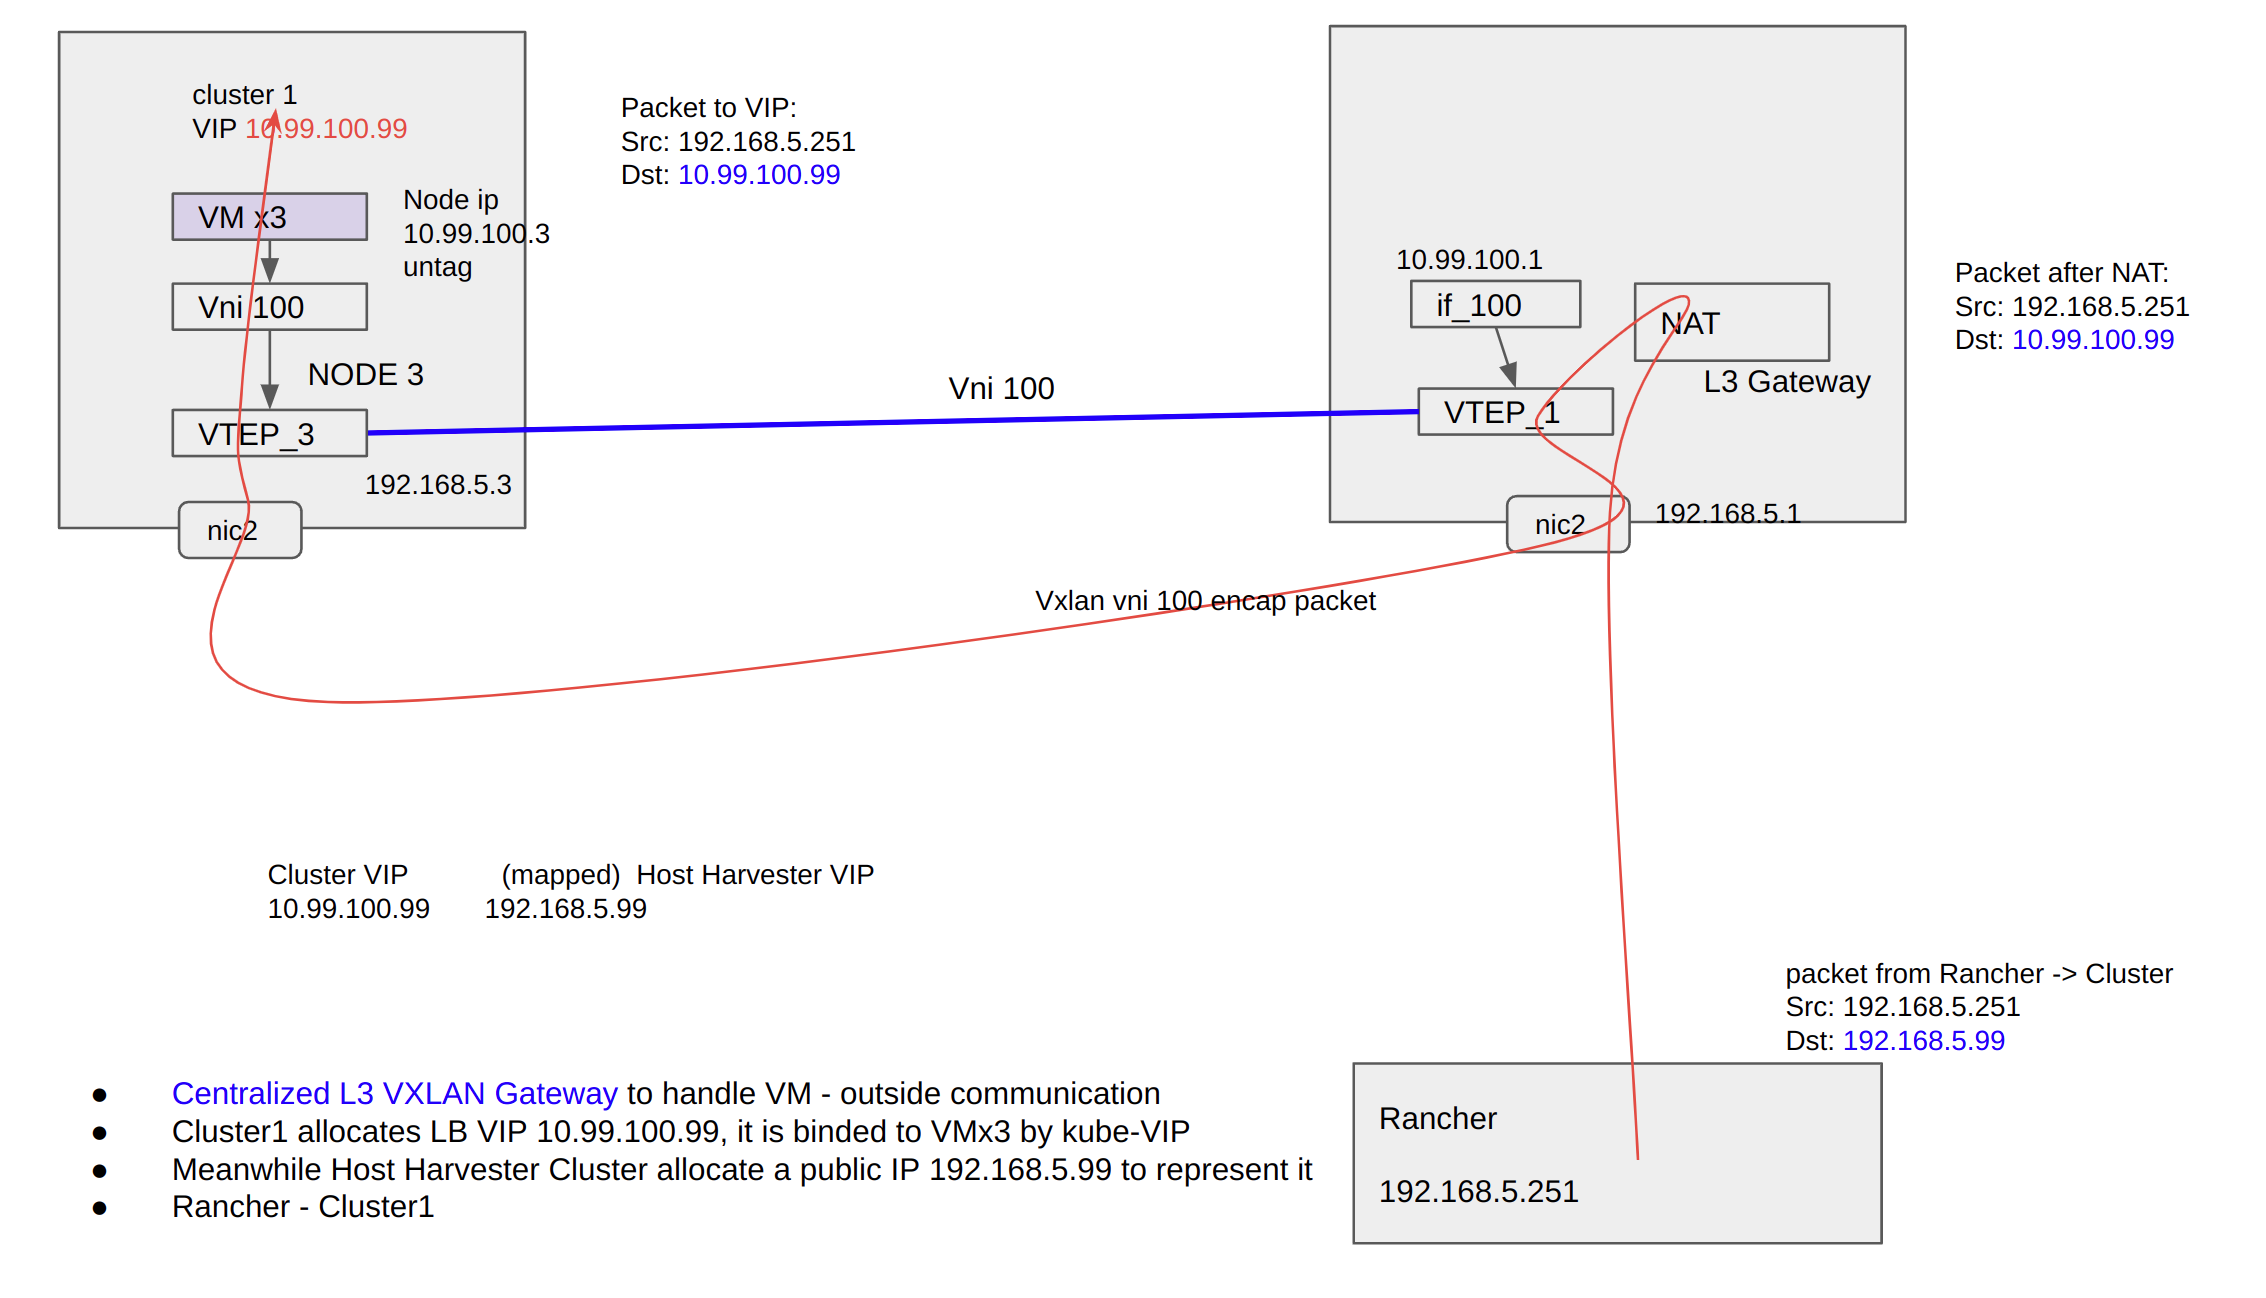 cluster 1
VIP 10.99.100.99
VM x3
Node ip
10.99.100.3
untag
Vni 100
NODE 3
VTEP_3
192.168.5.3
nic2
Packet to VIP:
Src: 192.168.5.251
Dst: 10.99.100.99
Vni 100
10.99.100.1
if_100
NAT
L3 Gateway
VTEP_1
192.168.5.1
nic2
Packet after NAT:
Src: 192.168.5.251
Dst: 10.99.100.99
Vxlan vni 100 encap packet
Cluster VIP (mapped) Host Harvester VIP
10.99.100.99 192.168.5.99
packet from Rancher -> Cluster
Src: 192.168.5.251
Dst: 192.168.5.99
Rancher
192.168.5.251
● Centralized L3 VXLAN Gateway to handle VM - outside communication
● Cluster1 allocates LB VIP 10.99.100.99, it is binded to VMx3 by kube-VIP
● Meanwhile Host Harvester Cluster allocate a public IP 192.168.5.99 to represent it
● Rancher - Cluster1